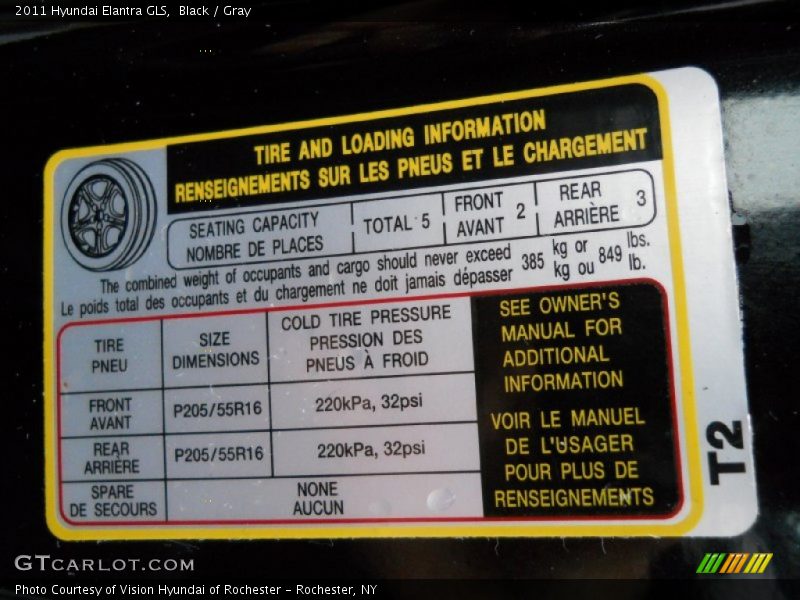 2011 Hyundai Elantra GLS,  Black / Gray
TIRE AND LOADING INFORMATION
RENSEIGNEMENTS SUR LES PNEUS ET LE CHARGEMENT
SEATING CAPACITY
NOMBRE DE PLACES
TOTAL 5
FRONT
AVANT
2
REAR
ARRIÈRE
3
The combined weight of occupants and cargo should never exceed
Le poids total des occupants et du chargement ne doit jamais dépasser
385
kg or
kg ou
849
lbs.
lb.
TIRE
PNEU
SIZE
DIMENSIONS
COLD TIRE PRESSURE
PRESSION DES
PNEUS À FROID
FRONT
AVANT
P205/55R16
220kPa, 32psi
REAR
ARRIÈRE
P205/55R16
220kPa, 32psi
SPARE
DE SECOURS
NONE
AUCUN
SEE OWNER'S
MANUAL FOR
ADDITIONAL
INFORMATION
VOIR LE MANUEL
DE L'USAGER
POUR PLUS DE
RENSEIGNEMENTS
T2
GTCARLOT.COM
Photo Courtesy of Vision Hyundai of Rochester – Rochester, NY